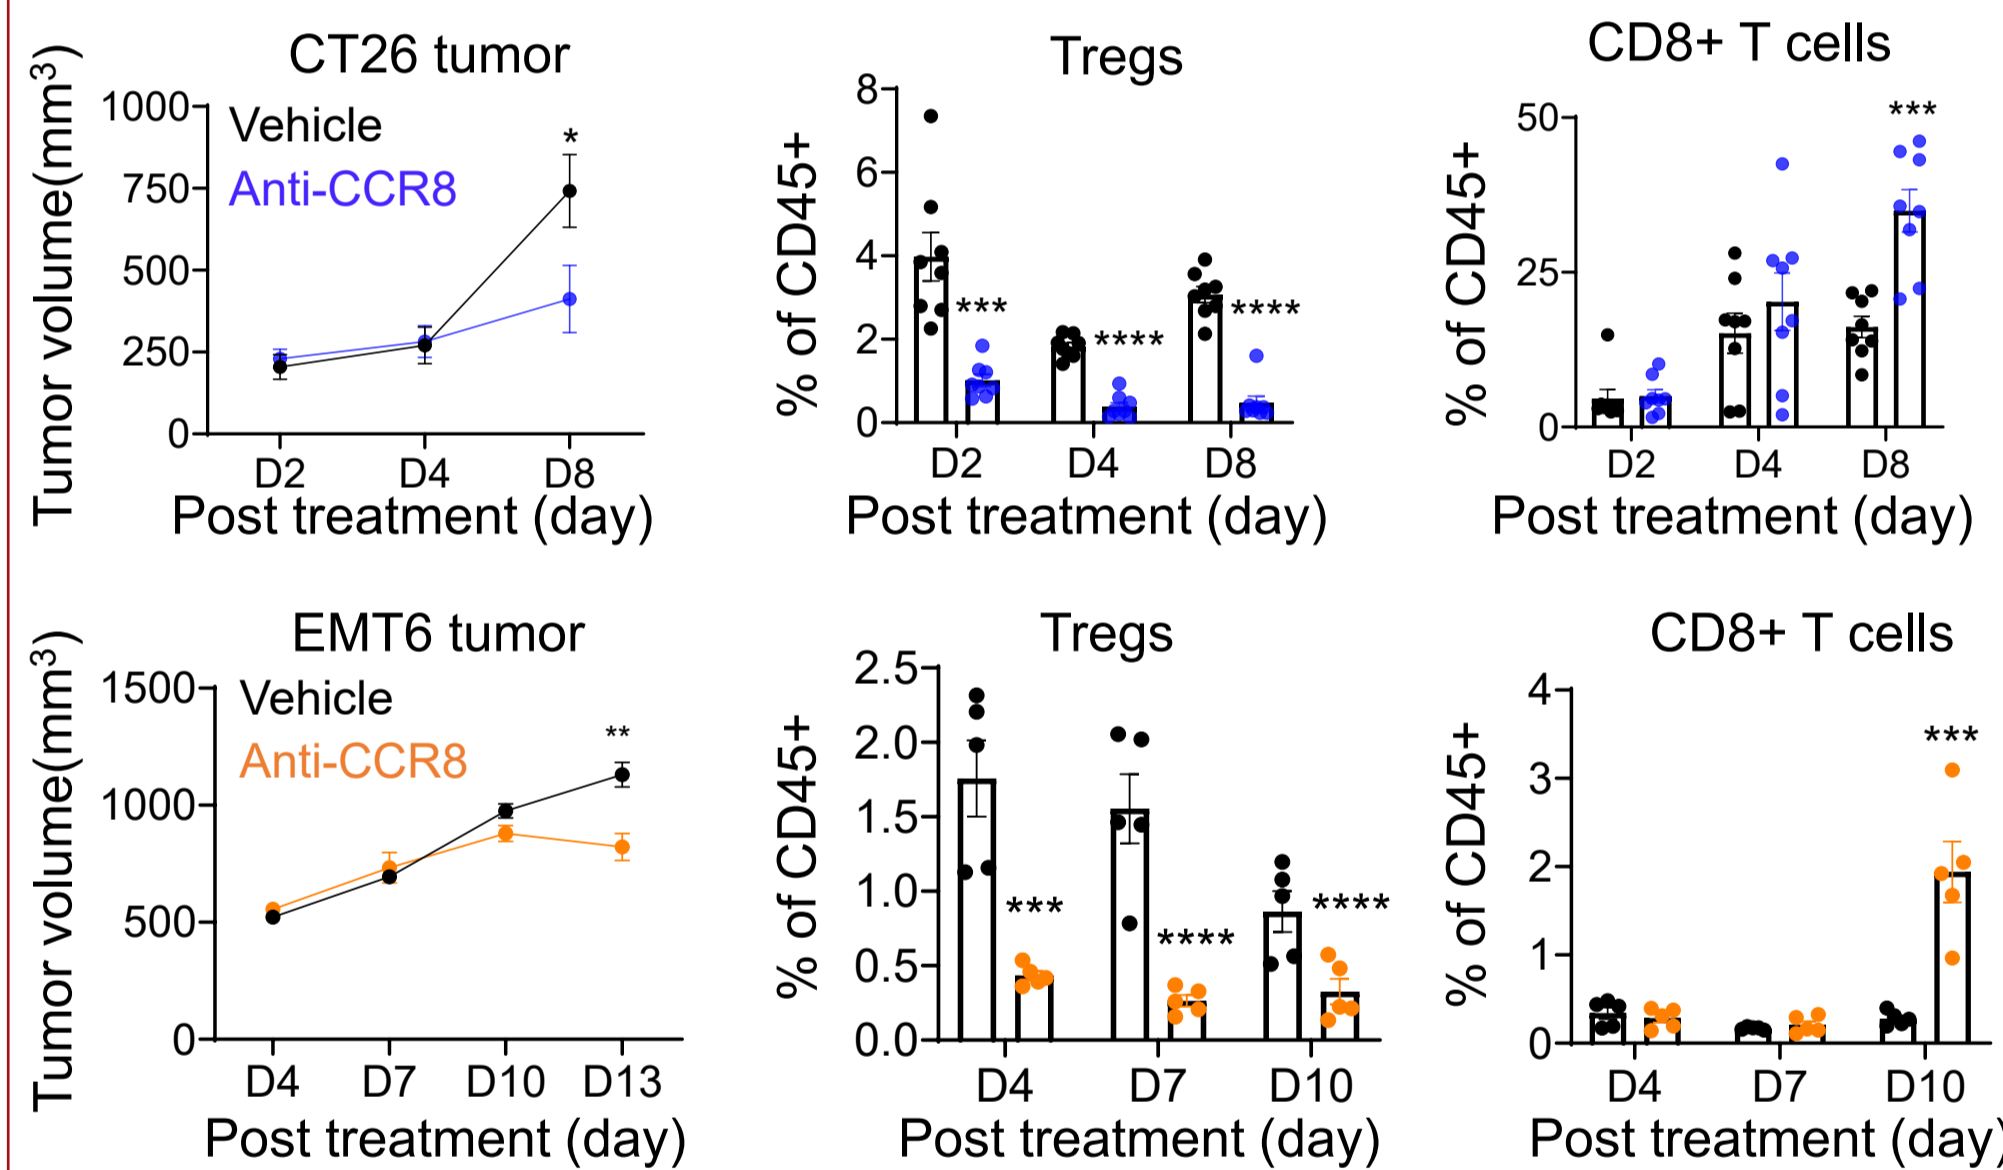 CT26 tumor
Tumor volume(mm³)
1000
750
500
250
0
Vehicle
Anti-CCR8
*
D2 D4 D8
Post treatment (day)
Tregs
% of CD45+
8
6
4
2
0
***
****
****
D2 D4 D8
Post treatment (day)
CD8+ T cells
% of CD45+
50
25
0
***
D2 D4 D8
Post treatment (day)
EMT6 tumor
Tumor volume(mm³)
1500
1000
500
0
Vehicle
Anti-CCR8
**
D4 D7 D10 D13
Post treatment (day)
Tregs
% of CD45+
2.5
2.0
1.5
1.0
0.5
0.0
***
****
****
D4 D7 D10
Post treatment (day)
CD8+ T cells
% of CD45+
4
3
2
1
0
***
D4 D7 D10
Post treatment (day)